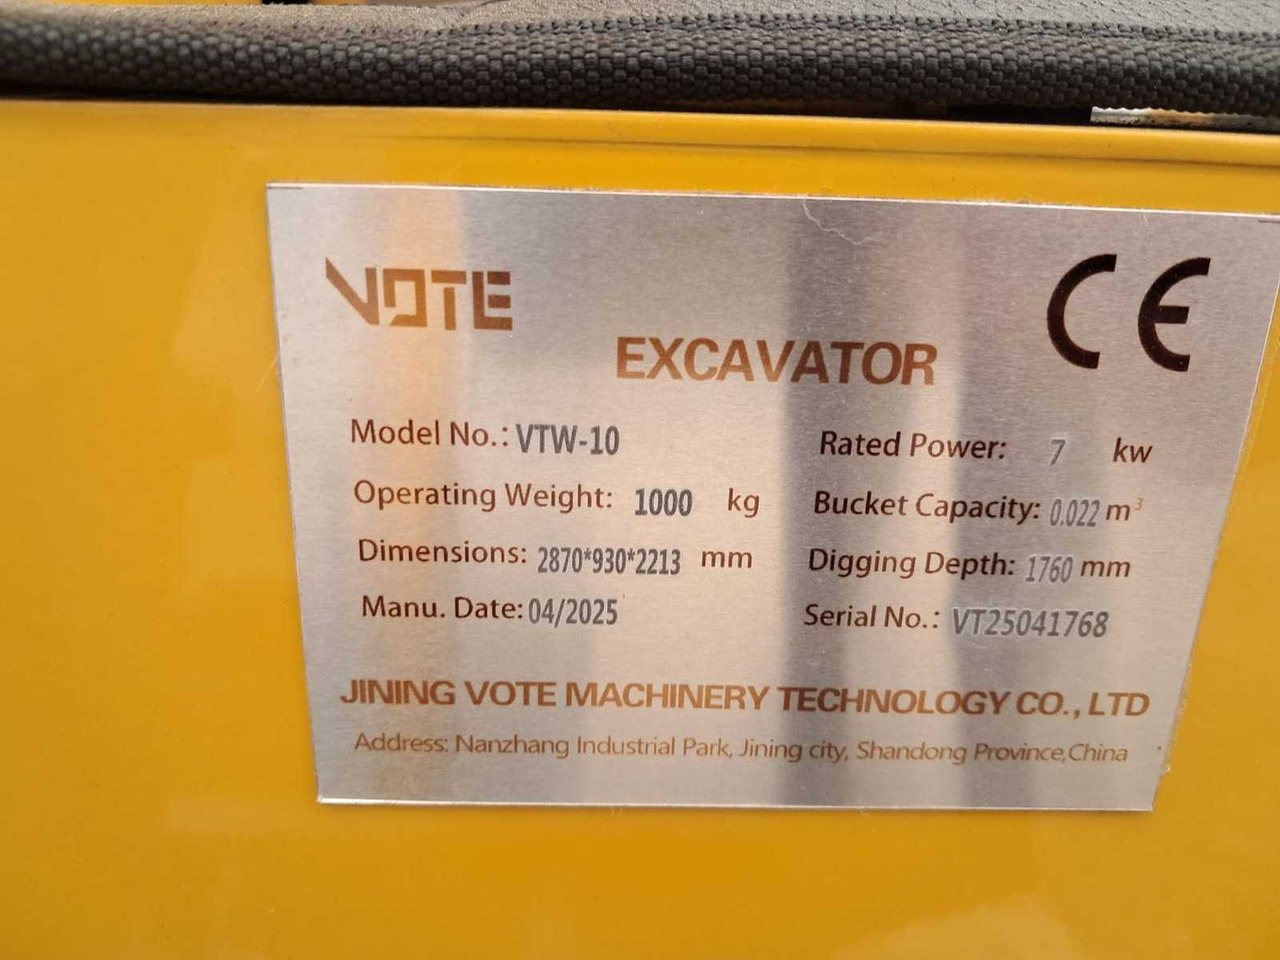 VOTE
CE
EXCAVATOR
Model No.: VTW-10
Rated Power: 7 kw
Operating Weight: 1000 kg
Bucket Capacity: 0.022 m³
Dimensions: 2870*930*2213 mm
Digging Depth: 1760 mm
Manu. Date: 04/2025
Serial No.: VT25041768
JINING VOTE MACHINERY TECHNOLOGY CO., LTD
Address: Nanzhang Industrial Park, Jining city, Shandong Province,China